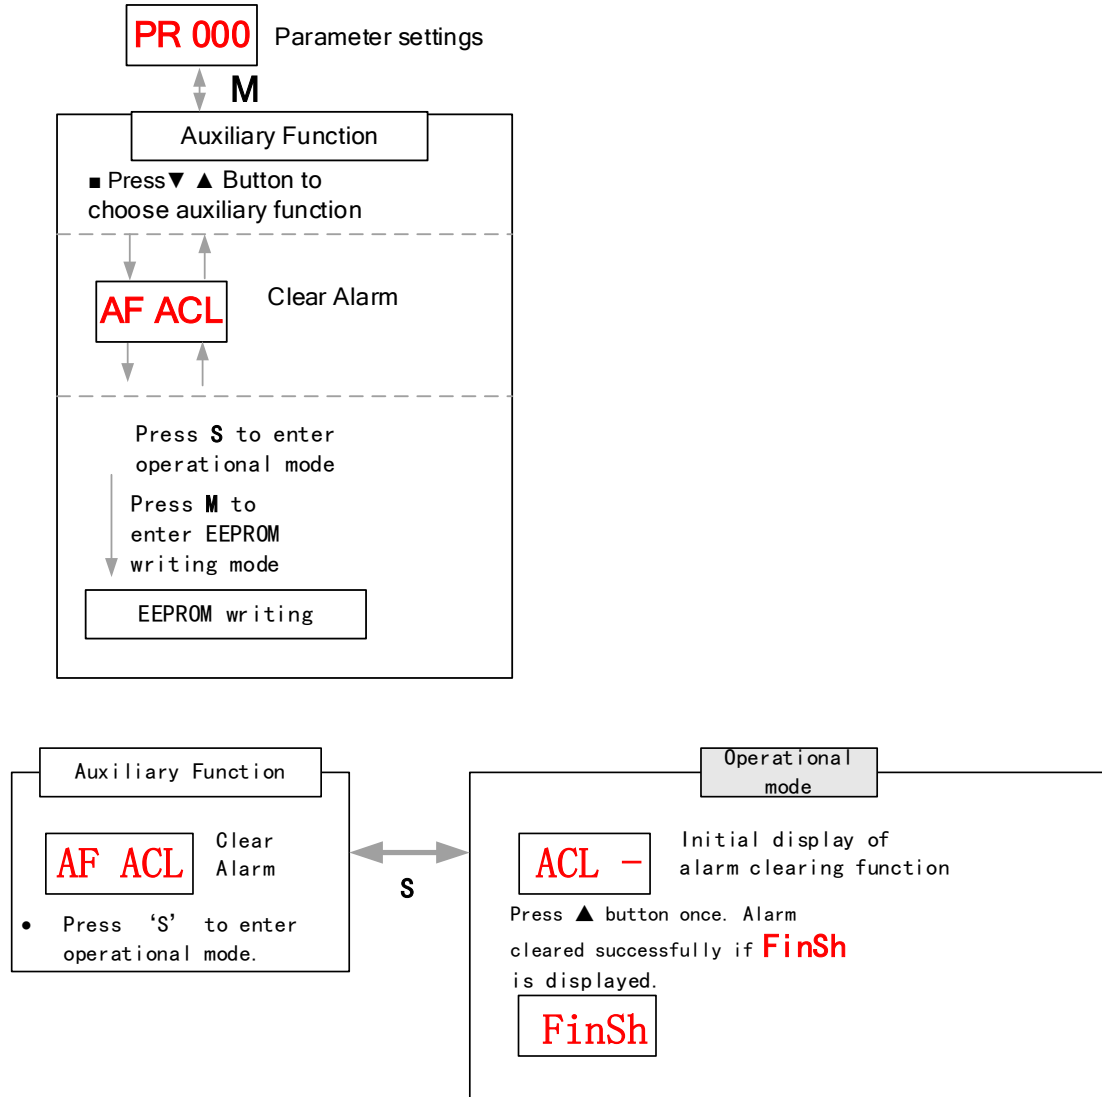 PR 000 Parameter settings
M
Auxiliary Function
■ Press▼ ▲ Button to
choose auxiliary function
AF ACL Clear Alarm
Press S to enter
operational mode
Press M to
enter EEPROM
writing mode
EEPROM writing
Auxiliary Function
AF ACL
Clear
Alarm
• Press ‘S’ to enter
operational mode.
S
Operational
mode
ACL -
Initial display of
alarm clearing function
Press ▲ button once. Alarm
cleared successfully if FinSh
is displayed.
FinSh